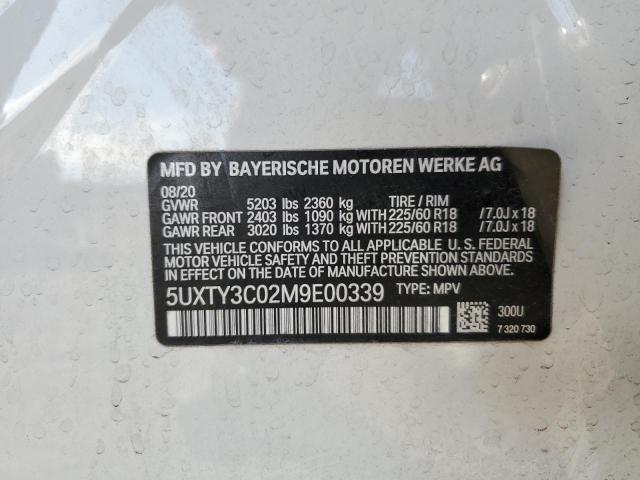 MFD BY BAYERISCHE MOTOREN WERKE AG
08/20
GVWR 5203 lbs 2360 kg TIRE / RIM
GAWR FRONT 2403 lbs 1090 kg WITH 225/60 R18 /7.0J x 18
GAWR REAR 3020 lbs 1370 kg WITH 225/60 R18 /7.0J x 18
THIS VEHICLE CONFORMS TO ALL APPLICABLE U. S. FEDERAL
MOTOR VEHICLE SAFETY AND THEFT PREVENTION STANDARDS
IN EFFECT ON THE DATE OF MANUFACTURE SHOWN ABOVE.
5UXTY3C02M9E00339 TYPE: MPV
300U
7 320 730